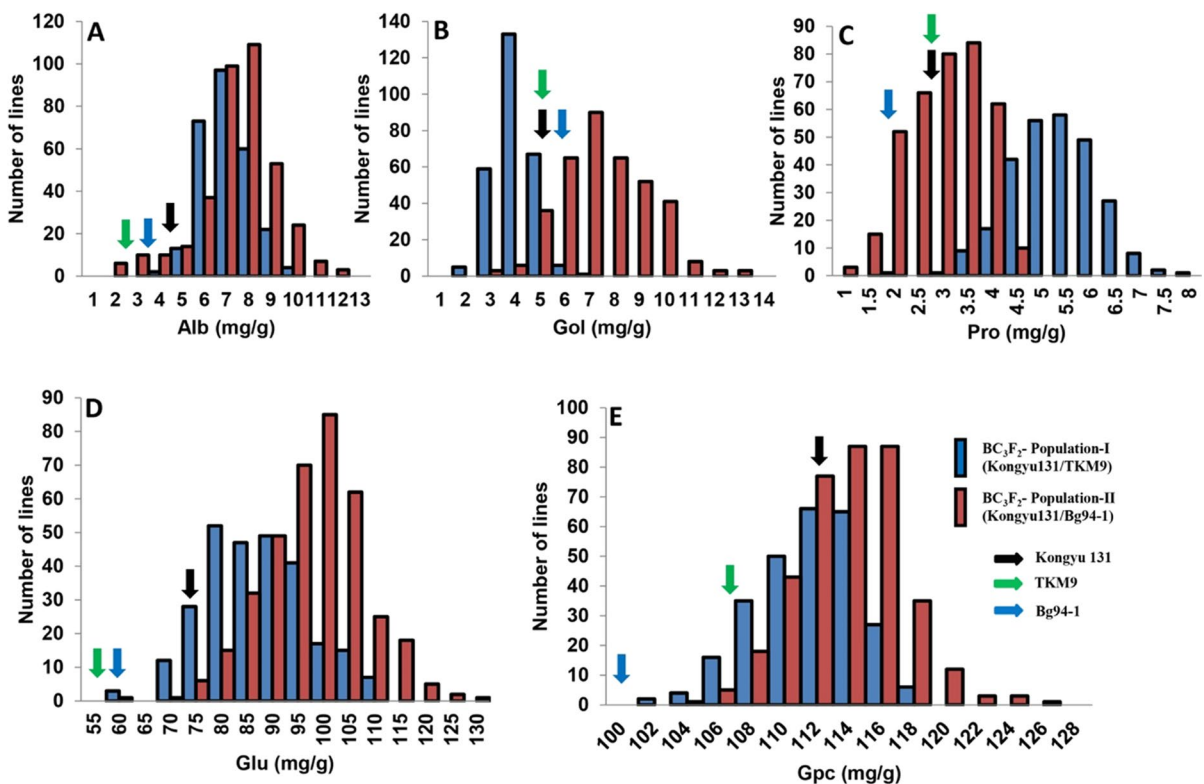 A
Number of lines
120
100
80
60
40
20
0
1 2 3 4 5 6 7 8 9 10 11 12 13
Alb (mg/g)
B
Number of lines
140
120
100
80
60
40
20
0
1 2 3 4 5 6 7 8 9 10 11 12 13 14
Gol (mg/g)
C
Number of lines
90
80
70
60
50
40
30
20
10
0
1 1.5 2 2.5 3 3.5 4 4.5 5 5.5 6 6.5 7 7.5 8
Pro (mg/g)
D
Number of lines
90
80
70
60
50
40
30
20
10
0
55 60 65 70 75 80 85 90 95 100 105 110 115 120 125 130
Glu (mg/g)
E
Number of lines
100
90
80
70
60
50
40
30
20
10
0
100 102 104 106 108 110 112 114 116 118 120 122 124 126 128
Gpc (mg/g)
BC₃F₂- Population-I
(Kongyu131/TKM9)
BC₃F₂- Population-II
(Kongyu131/Bg94-1)
Kongyu 131
TKM9
Bg94-1